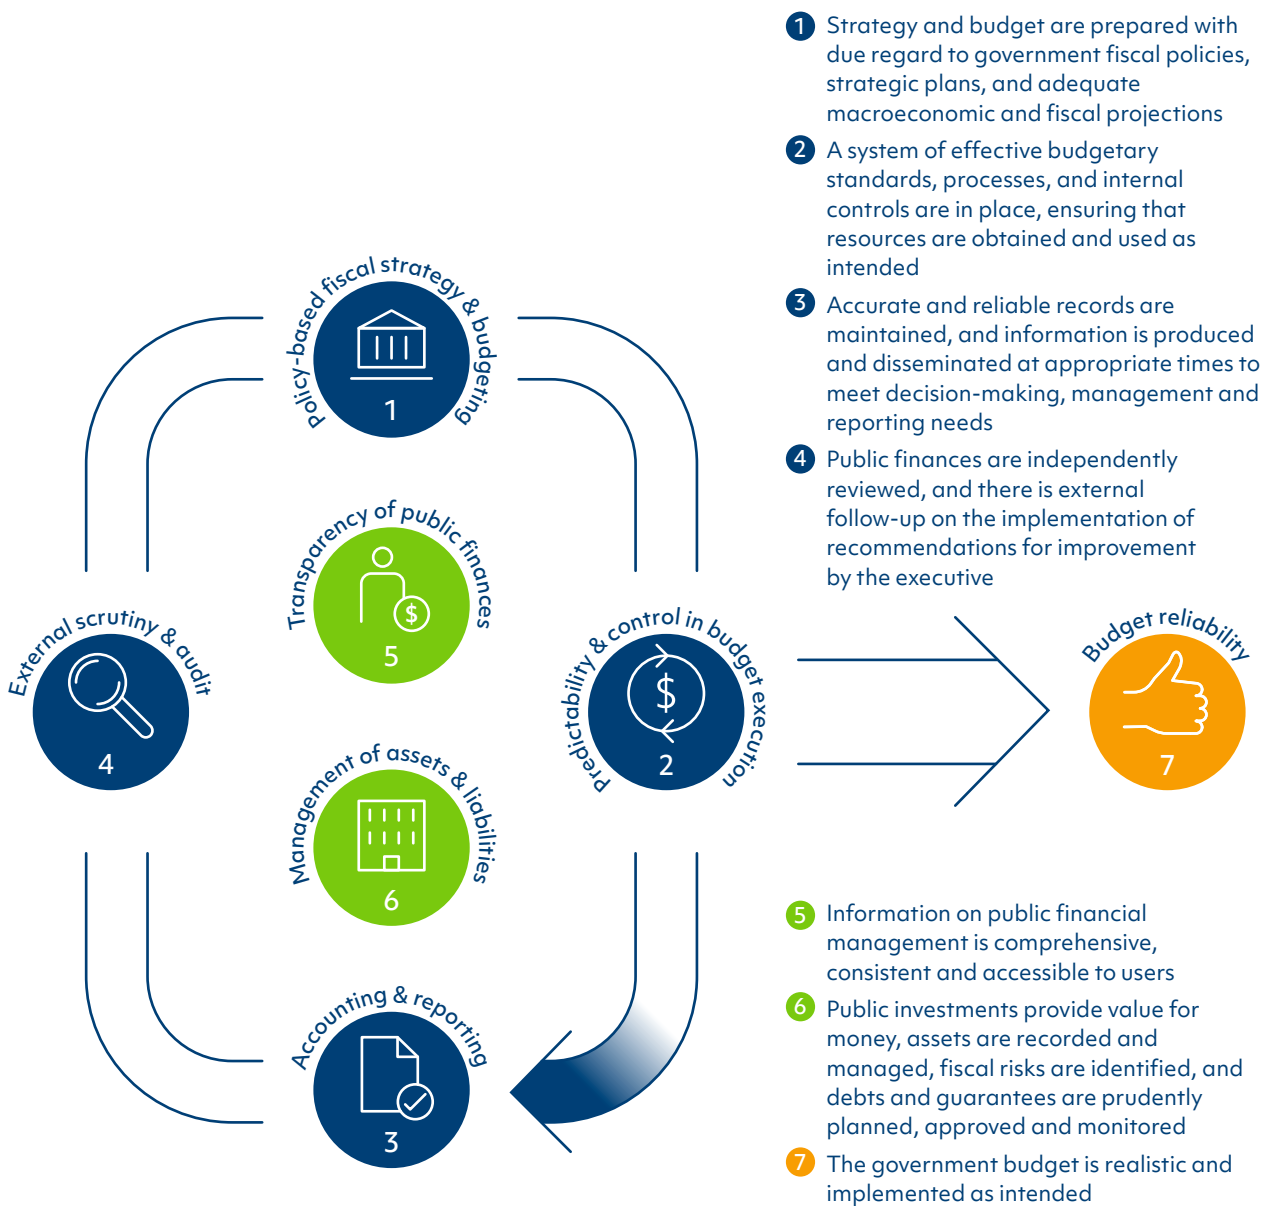 1 Strategy and budget are prepared with
due regard to government fiscal policies,
strategic plans, and adequate
macroeconomic and fiscal projections
2 A system of effective budgetary
standards, processes, and internal
controls are in place, ensuring that
resources are obtained and used as
intended
3 Accurate and reliable records are
maintained, and information is produced
and disseminated at appropriate times to
meet decision-making, management and
reporting needs
4 Public finances are independently
reviewed, and there is external
follow-up on the implementation of
recommendations for improvement
by the executive
Policy-based fiscal strategy & budgeting
1
Transparency of public finances
$
5
External scrutiny & audit
4
Predictability & control in budget execution
$
2
Budget reliability
7
Management of assets & liabilities
6
Accounting & reporting
3
5 Information on public financial
management is comprehensive,
consistent and accessible to users
6 Public investments provide value for
money, assets are recorded and
managed, fiscal risks are identified, and
debts and guarantees are prudently
planned, approved and monitored
7 The government budget is realistic and
implemented as intended